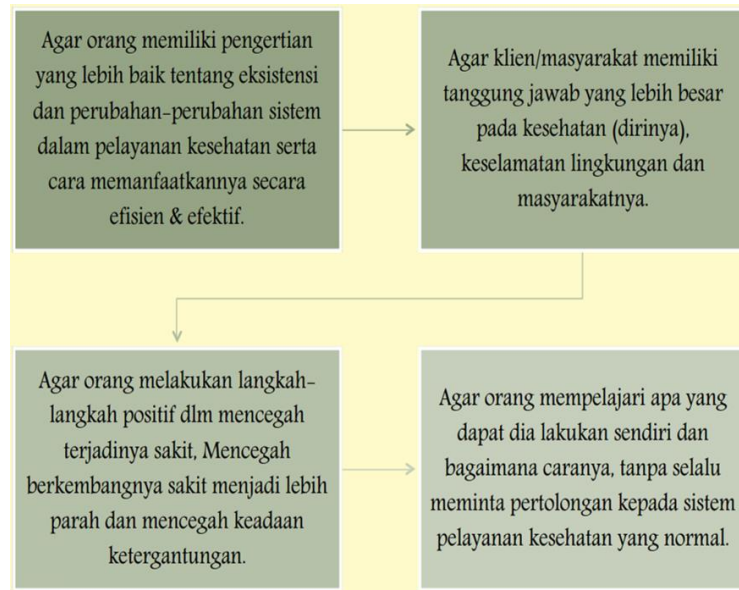 Agar orang memiliki pengertian
yang lebih baik tentang eksistensi
dan perubahan-perubahan sistem
dalam pelayanan kesehatan serta
cara memanfaatkannya secara
efisien & efektif.
Agar klien/masyarakat memiliki
tanggung jawab yang lebih besar
pada kesehatan (dirinya),
keselamatan lingkungan dan
masyarakatnya.
Agar orang melakukan langkah-
langkah positif dlm mencegah
terjadinya sakit, Mencegah
berkembangnya sakit menjadi lebih
parah dan mencegah keadaan
ketergantungan.
Agar orang mempelajari apa yang
dapat dia lakukan sendiri dan
bagaimana caranya, tanpa selalu
meminta pertolongan kepada sistem
pelayanan kesehatan yang normal.